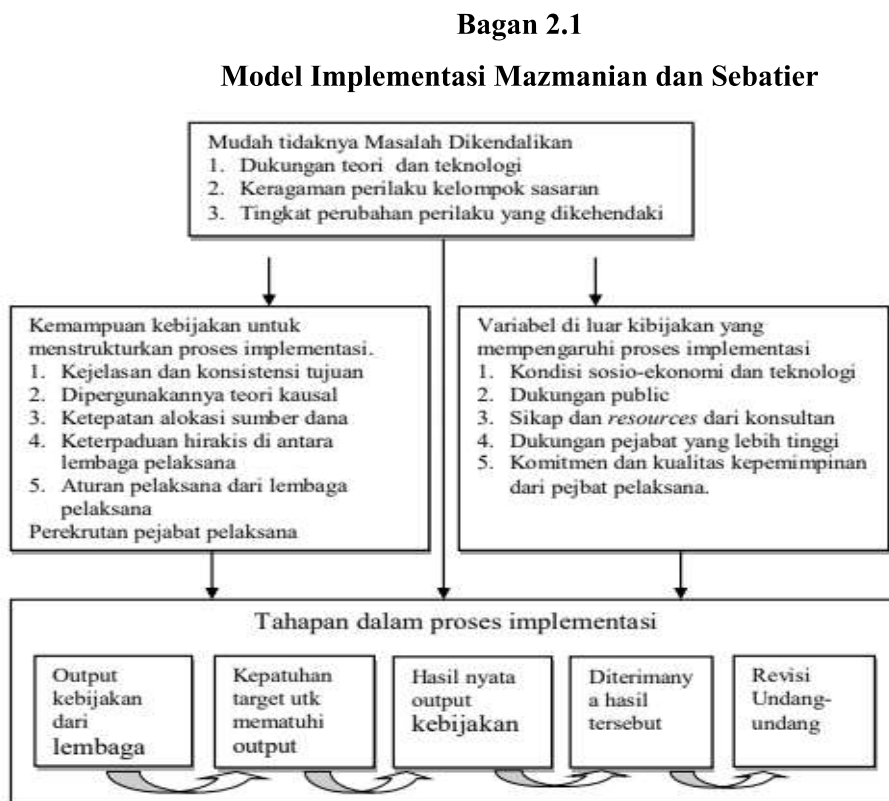 Bagan 2.1
Model Implementasi Mazmanian dan Sebatier
Mudah tidaknya Masalah Dikendalikan
1. Dukungan teori dan teknologi
2. Keragaman perilaku kelompok sasaran
3. Tingkat perubahan perilaku yang dikehendaki
Kemampuan kebijakan untuk
menstrukturkan proses implementasi.
1. Kejelasan dan konsistensi tujuan
2. Dipergunakannya teori kausal
3. Ketepatan alokasi sumber dana
4. Keterpaduan hirakis di antara
lembaga pelaksana
5. Aturan pelaksana dari lembaga
pelaksana
Perekrutan pejabat pelaksana
Variabel di luar kibijakan yang
mempengaruhi proses implementasi
1. Kondisi sosio-ekonomi dan teknologi
2. Dukungan public
3. Sikap dan resources dari konsultan
4. Dukungan pejabat yang lebih tinggi
5. Komitmen dan kualitas kepemimpinan
dari pejbat pelaksana.
Tahapan dalam proses implementasi
Output
kebijakan
dari
lembaga
Kepatuhan
target utk
mematuhi
output
Hasil nyata
output
kebijakan
Diterimany
a hasil
tersebut
Revisi
Undang-
undang